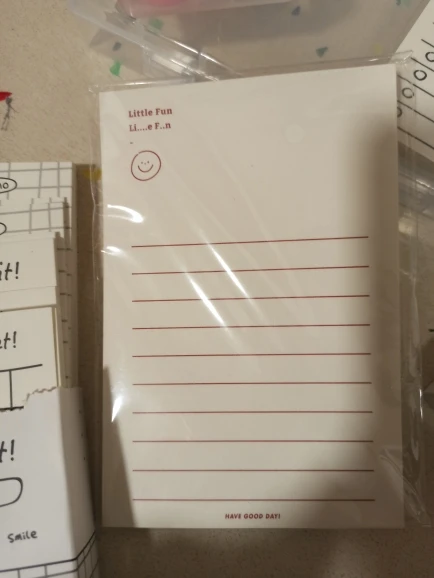 Little Fun
Li....e F..n
HAVE GOOD DAY!
smile